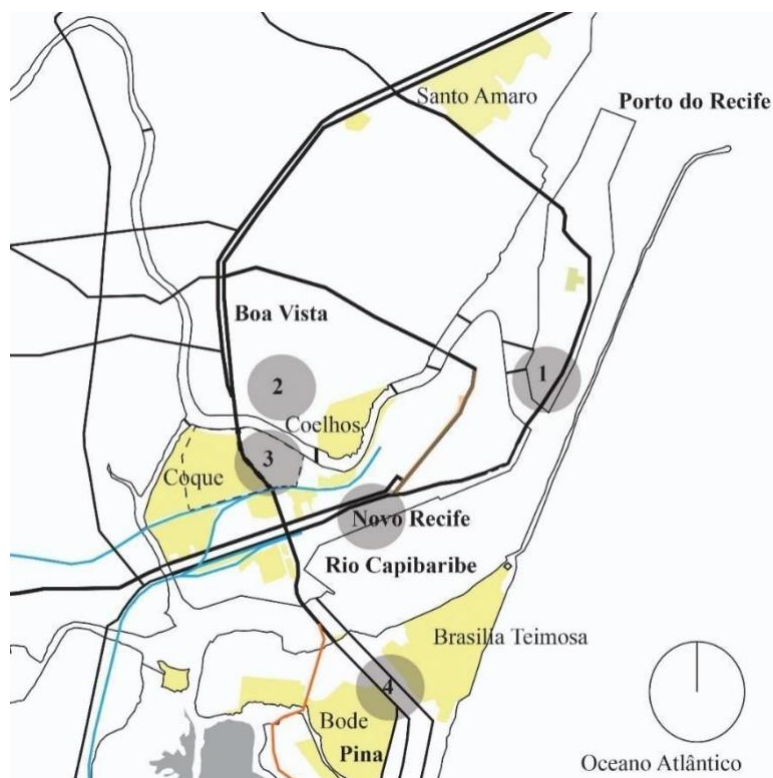 Santo Amaro
Porto do Recife
Boa Vista
1
2
Coelhos
3
Coque
Novo Recife
Rio Capibaribe
Brasilia Teimosa
4
Bode
Pina
Oceano Atlântico